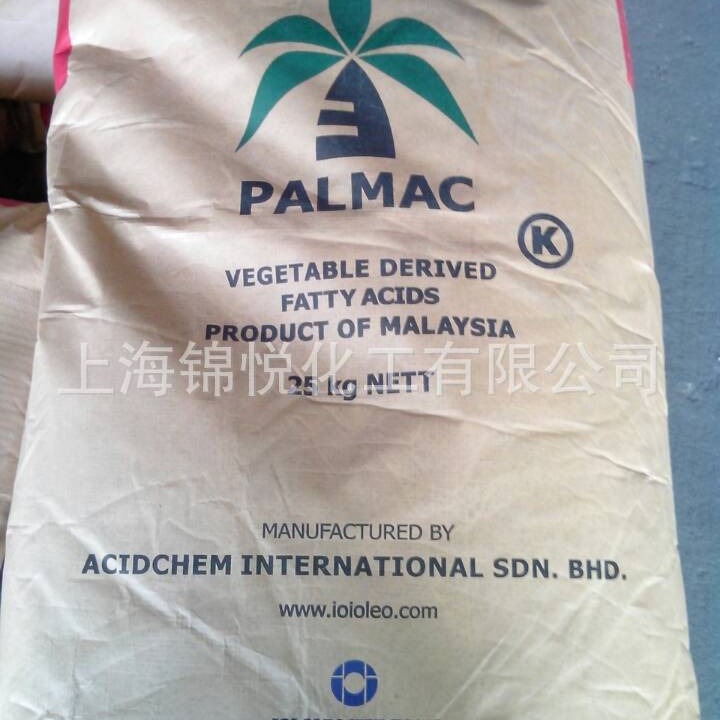 PALMAC
K
VEGETABLE DERIVED
FATTY ACIDS
PRODUCT OF MALAYSIA
上海锦悦化工有限公司
25 kg NETT
MANUFACTURED BY
ACIDCHEM INTERNATIONAL SDN. BHD.
www.ioioleo.com